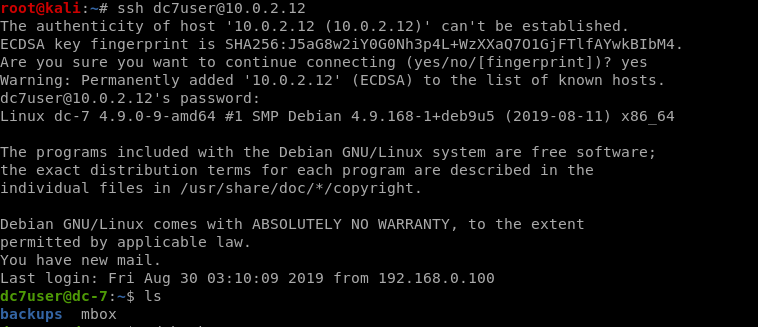 root@kali:~# ssh dc7user@10.0.2.12
The authenticity of host '10.0.2.12 (10.0.2.12)' can't be established.
ECDSA key fingerprint is SHA256:J5aG8w2iY0G0Nh3p4L+WzXXaQ7O1GjFTlfAYwkBIbM4.
Are you sure you want to continue connecting (yes/no/[fingerprint])? yes
Warning: Permanently added '10.0.2.12' (ECDSA) to the list of known hosts.
dc7user@10.0.2.12's password:
Linux dc-7 4.9.0-9-amd64 #1 SMP Debian 4.9.168-1+deb9u5 (2019-08-11) x86_64
The programs included with the Debian GNU/Linux system are free software;
the exact distribution terms for each program are described in the
individual files in /usr/share/doc/*/copyright.
Debian GNU/Linux comes with ABSOLUTELY NO WARRANTY, to the extent
permitted by applicable law.
You have new mail.
Last login: Fri Aug 30 03:10:09 2019 from 192.168.0.100
dc7user@dc-7:~$ ls
backups  mbox